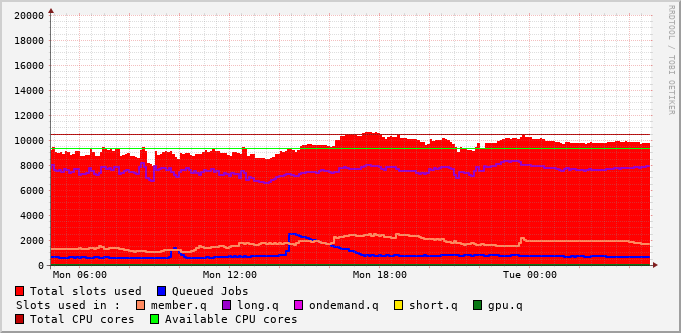 20000
18000
16000
14000
12000
10000
8000
6000
4000
2000
0
Mon 06:00 Mon 12:00 Mon 18:00 Tue 00:00
RRDTOOL / TOBI OETIKER
Total slots used Queued Jobs
Slots used in : member.q long.q ondemand.q short.q gpu.q
Total CPU cores Available CPU cores